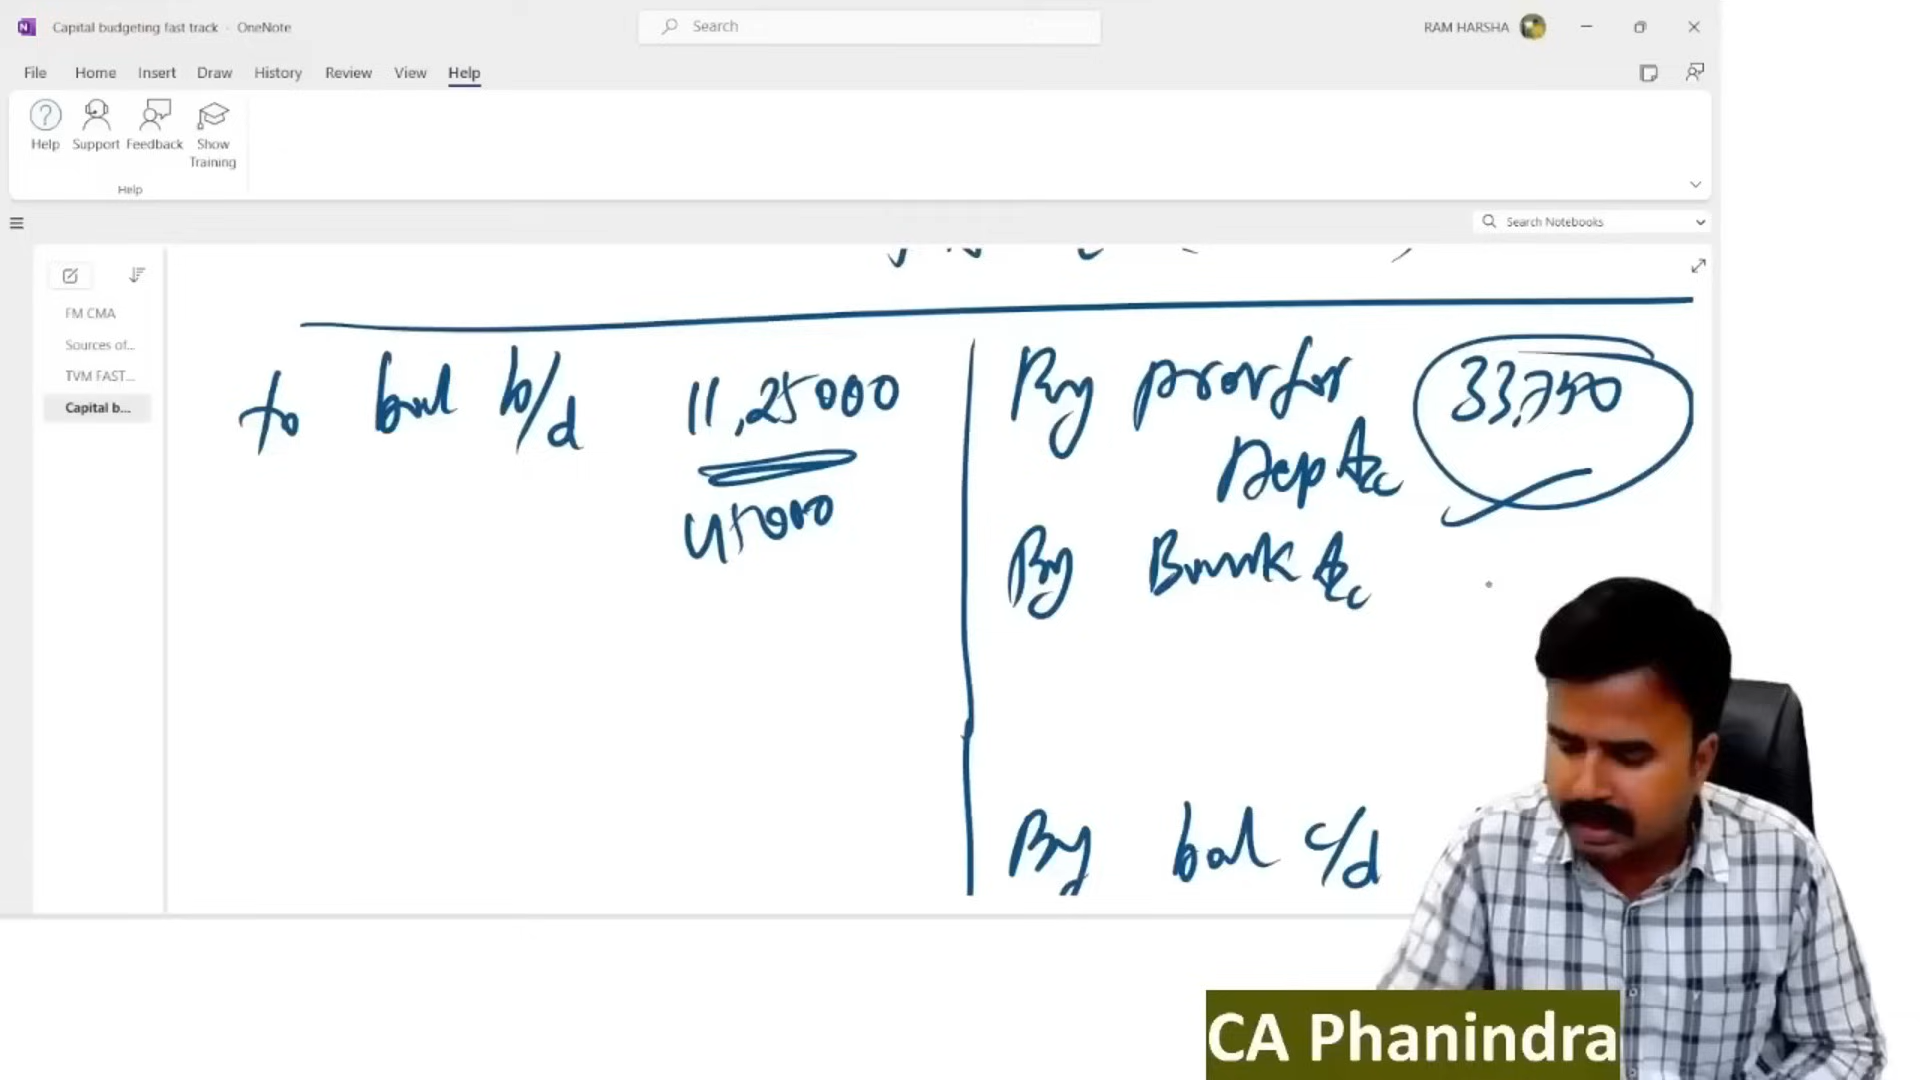 Capital budgeting fast track - OneNote
Search
RAM HARSHA
File Home Insert Draw History Review View Help
Help Support Feedback Show Training
Help
Search Notebooks
FM CMA
Sources of...
TVM FAST...
Capital b...
to bal b/d 11,25000
45000
By prov for Dep A/c 33,750
By Bank A/c
By bal c/d
CA Phanindra